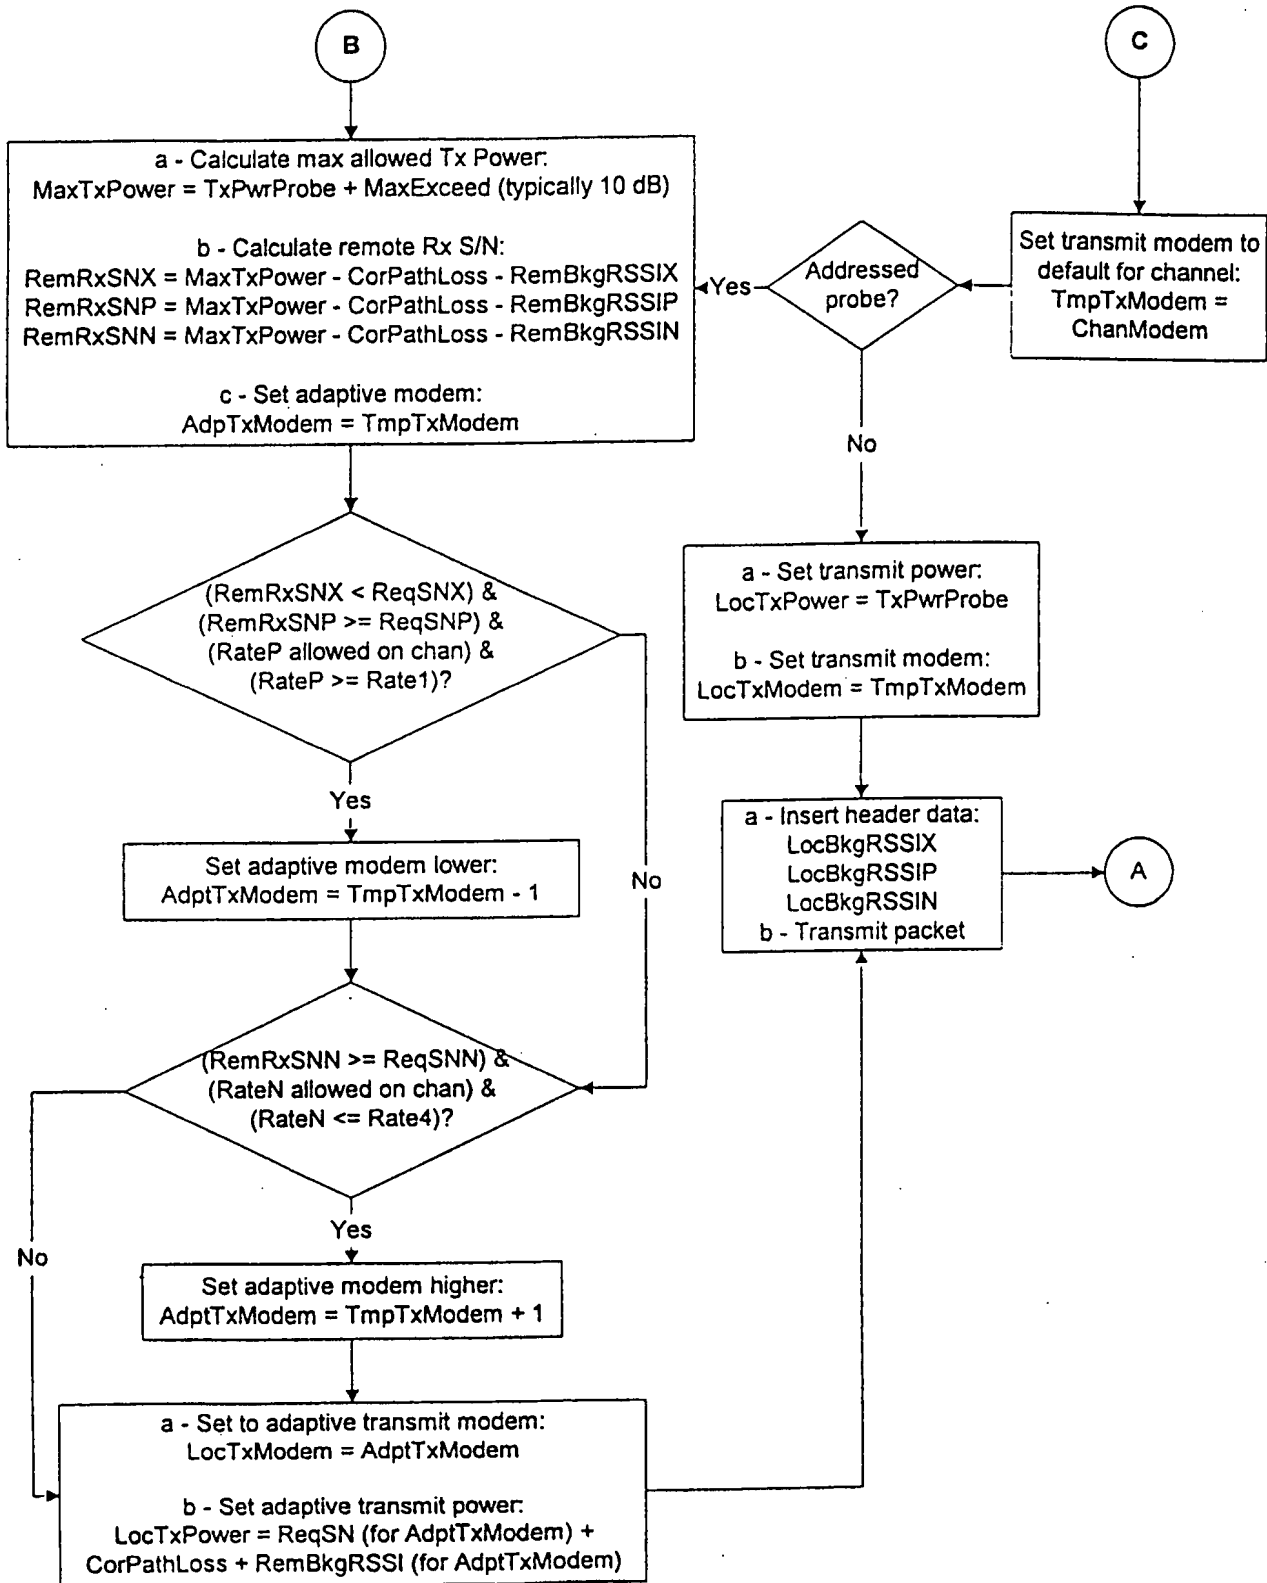 B
C
a - Calculate max allowed Tx Power:
MaxTxPower = TxPwrProbe + MaxExceed (typically 10 dB)
b - Calculate remote Rx S/N:
RemRxSNX = MaxTxPower - CorPathLoss - RemBkgRSSIX
RemRxSNP = MaxTxPower - CorPathLoss - RemBkgRSSIP
RemRxSNN = MaxTxPower - CorPathLoss - RemBkgRSSIN
c - Set adaptive modem:
AdpTxModem = TmpTxModem
Yes
Addressed
probe?
Set transmit modem to
default for channel:
TmpTxModem =
ChanModem
No
(RemRxSNX < ReqSNX) &
(RemRxSNP >= ReqSNP) &
(RateP allowed on chan) &
(RateP >= Rate1)?
a - Set transmit power:
LocTxPower = TxPwrProbe
b - Set transmit modem:
LocTxModem = TmpTxModem
Yes
No
Set adaptive modem lower:
AdptTxModem = TmpTxModem - 1
a - Insert header data:
LocBkgRSSIX
LocBkgRSSIP
LocBkgRSSIN
b - Transmit packet
A
(RemRxSNN >= ReqSNN) &
(RateN allowed on chan) &
(RateN <= Rate4)?
Yes
No
Set adaptive modem higher:
AdptTxModem = TmpTxModem + 1
a - Set to adaptive transmit modem:
LocTxModem = AdptTxModem
b - Set adaptive transmit power:
LocTxPower = ReqSN (for AdptTxModem) +
CorPathLoss + RemBkgRSSI (for AdptTxModem)